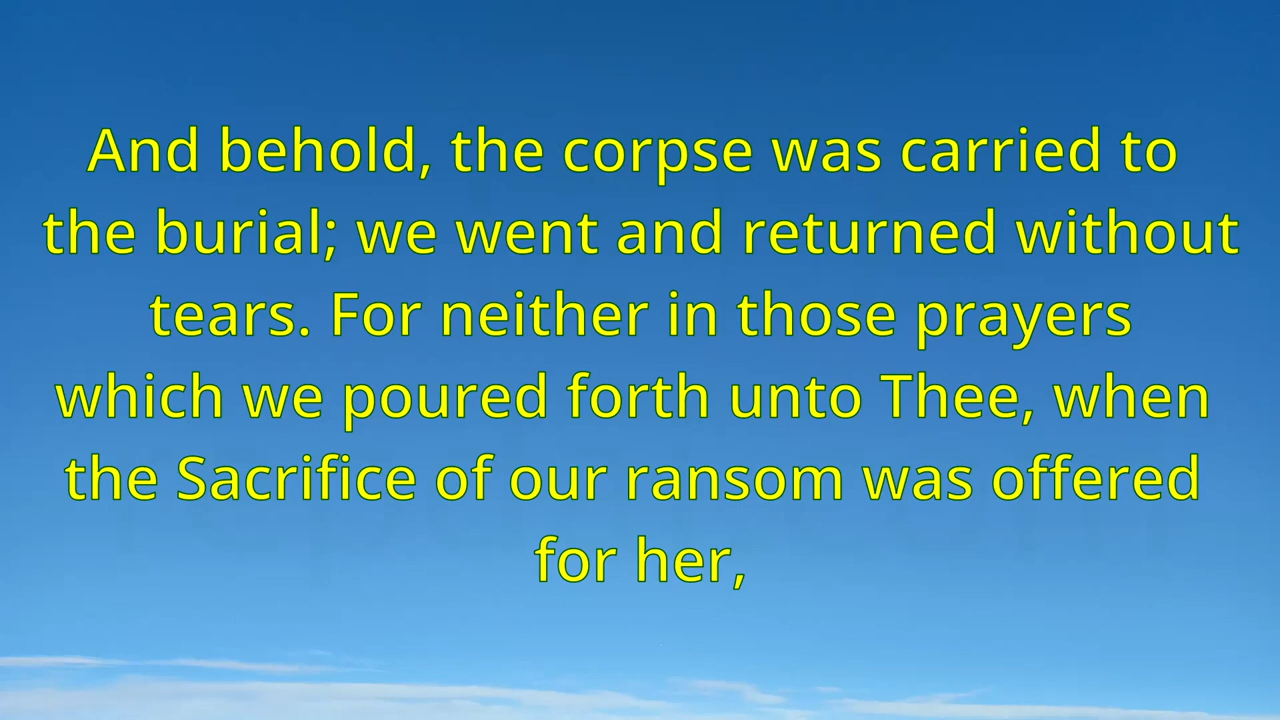 And behold, the corpse was carried to
the burial; we went and returned without
tears. For neither in those prayers
which we poured forth unto Thee, when
the Sacrifice of our ransom was offered
for her,